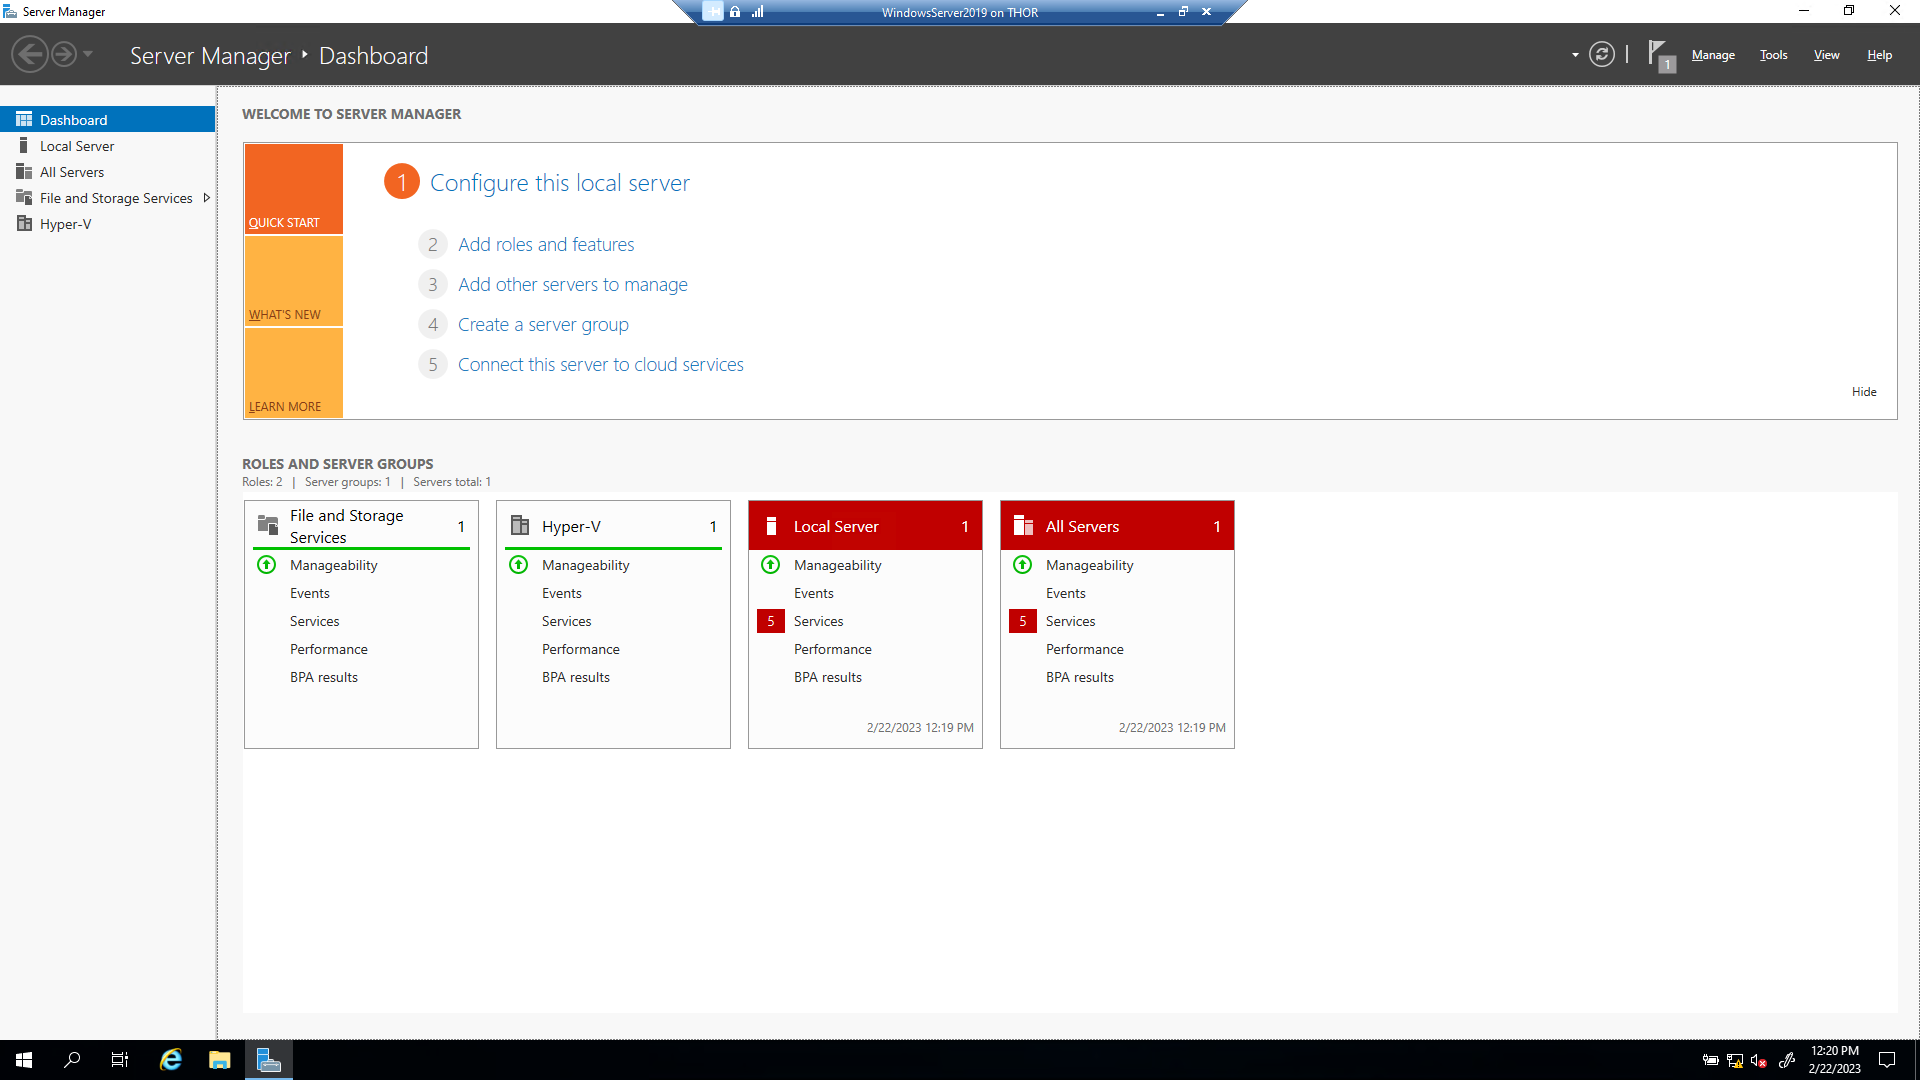 Server Manager
WindowsServer2019 on THOR
Server Manager
Dashboard
1
Manage
Tools
View
Help
Dashboard
Local Server
All Servers
File and Storage Services
Hyper-V
WELCOME TO SERVER MANAGER
QUICK START
WHAT'S NEW
LEARN MORE
1 Configure this local server
2 Add roles and features
3 Add other servers to manage
4 Create a server group
5 Connect this server to cloud services
Hide
ROLES AND SERVER GROUPS
Roles: 2 | Server groups: 1 | Servers total: 1
File and Storage
Services
1
Manageability
Events
Services
Performance
BPA results
Hyper-V 1
Manageability
Events
Services
Performance
BPA results
Local Server 1
Manageability
Events
5 Services
Performance
BPA results
2/22/2023 12:19 PM
All Servers 1
Manageability
Events
5 Services
Performance
BPA results
2/22/2023 12:19 PM
12:20 PM
2/22/2023